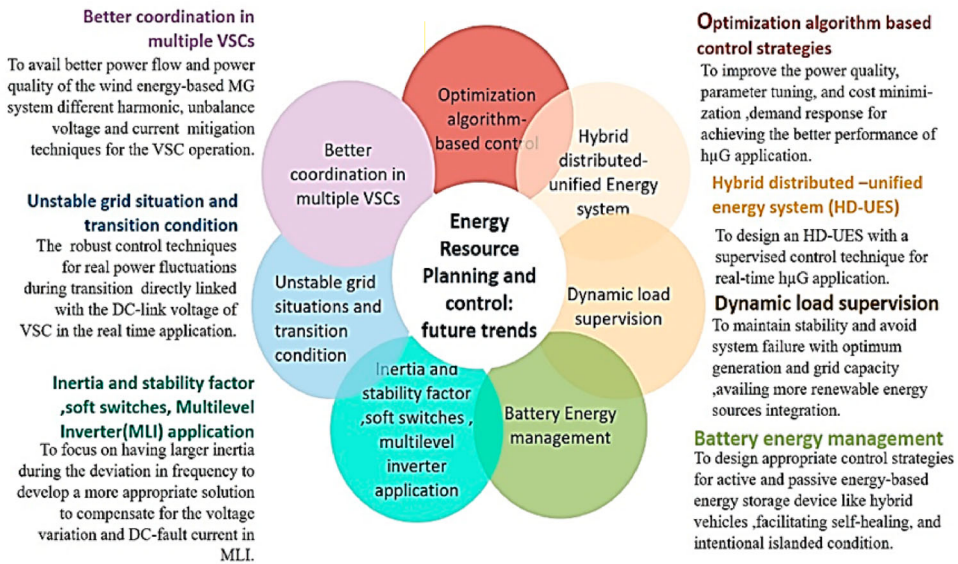 Better coordination in
multiple VSCs
To avail better power flow and power
quality of the wind energy-based MG
system different harmonic, unbalance
voltage and current mitigation
techniques for the VSC operation.
Unstable grid situation and
transition condition
The robust control techniques
for real power fluctuations
during transition directly linked
with the DC-link voltage of
VSC in the real time application.
Inertia and stability factor
,soft switches, Multilevel
Inverter(MLI) application
To focus on having larger inertia
during the deviation in frequency to
develop a more appropriate solution
to compensate for the voltage
variation and DC-fault current in
MLI.
Optimization
algorithm-
based control
Hybrid
distributed-
unified Energy
system
Dynamic load
supervision
Battery Energy
management
Inertia and
stability factor
,soft switches ,
multilevel
inverter
application
Unstable grid
situations and
transition
condition
Better
coordination in
multiple VSCs
Energy
Resource
Planning and
control:
future trends
Optimization algorithm based
control strategies
To improve the power quality,
parameter tuning, and cost minimi-
zation ,demand response for
achieving the better performance of
hμG application.
Hybrid distributed –unified
energy system (HD-UES)
To design an HD-UES with a
supervised control technique for
real-time hμG application.
Dynamic load supervision
To maintain stability and avoid
system failure with optimum
generation and grid capacity
,availing more renewable energy
sources integration.
Battery energy management
To design appropriate control strategies
for active and passive energy-based
energy storage device like hybrid
vehicles ,facilitating self-healing, and
intentional islanded condition.